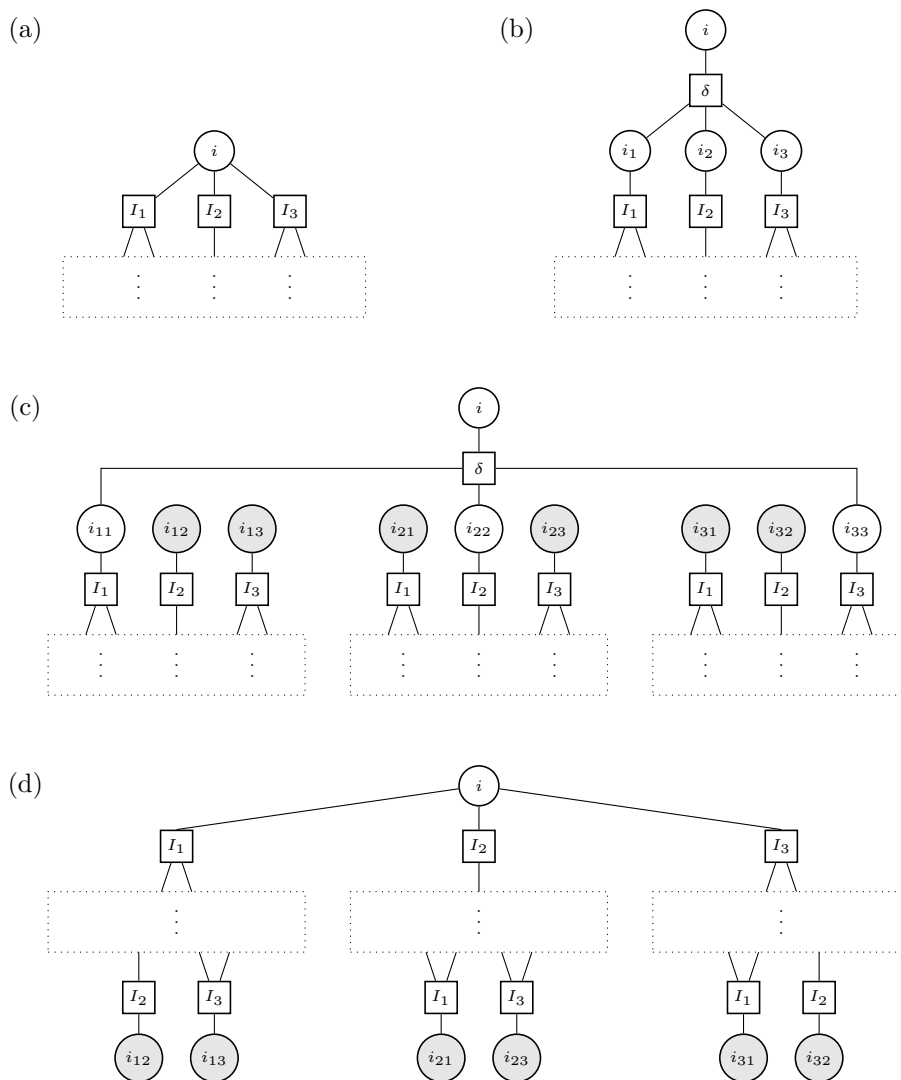 (a)
(b)
i
δ
i
i₁ i₂ i₃
I₁ I₂ I₃
I₁ I₂ I₃
(c)
i
δ
i₁₁ i₁₂ i₁₃ i₂₁ i₂₂ i₂₃ i₃₁ i₃₂ i₃₃
I₁ I₂ I₃ I₁ I₂ I₃ I₁ I₂ I₃
(d)
i
I₁ I₂ I₃
I₂ I₃ I₁ I₃ I₁ I₂
i₁₂ i₁₃ i₂₁ i₂₃ i₃₁ i₃₂